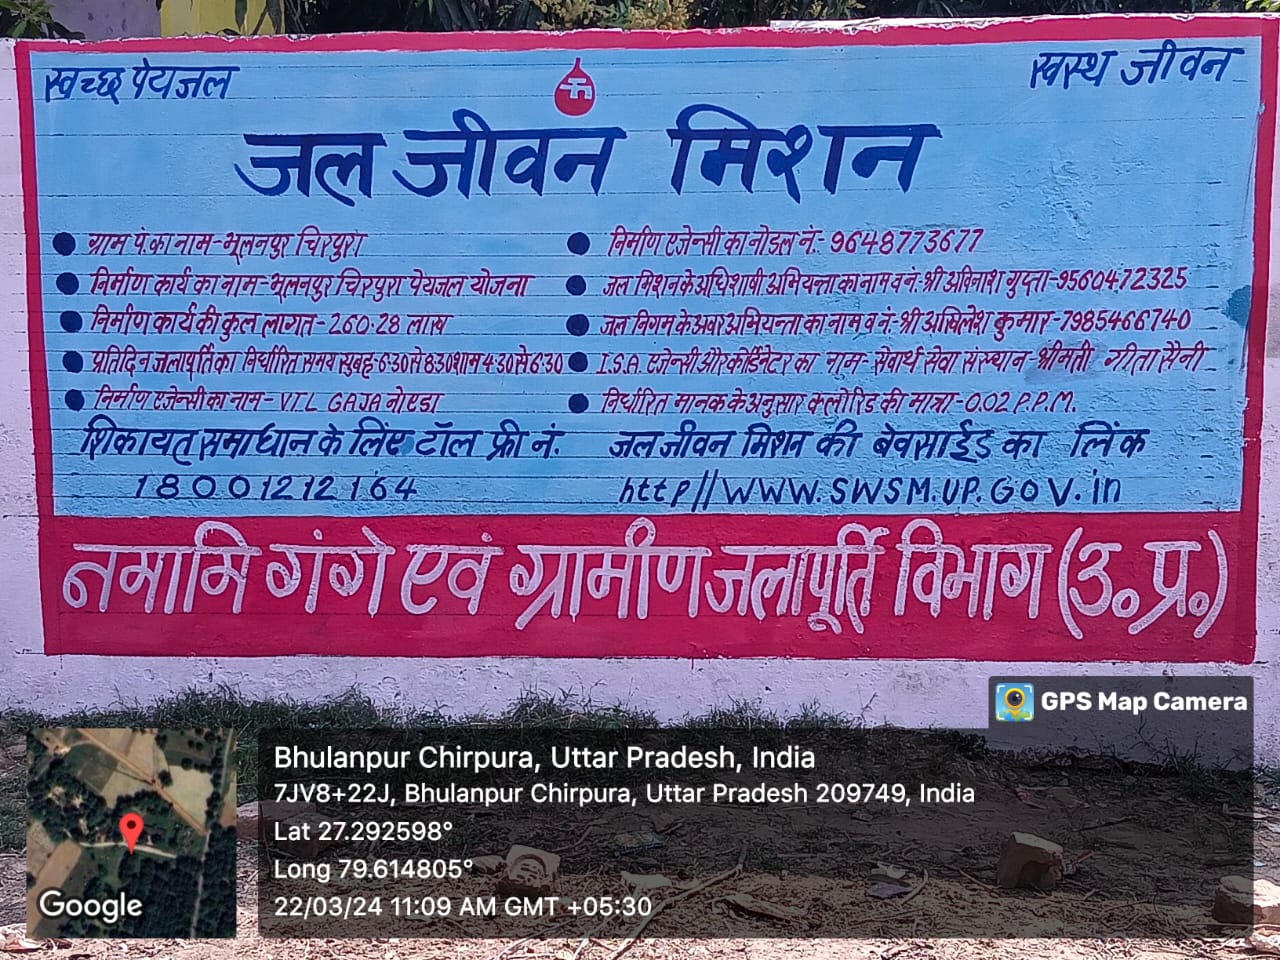 स्वच्छ पेयजल
स्वस्थ जीवन
जल जीवन मिशन
ग्राम पं. का नाम-भूलनपुर चिरपुरा
निर्माण कार्य का नाम-भूलनपुर चिरपुरा पेयजल योजना
निर्माण कार्य की कुल लागत-260.28 लाख
प्रतिदिन जलापूर्ति का निर्धारित समय सुबह-6:30 से 8:30 शाम 4:30 से 6:30
निर्माण एजेन्सी का नाम- VTL GAJA नोएडा
निर्माण एजेन्सी का नोडल नं.- 9648773677
जल मिशन के अधिशाषी अभियन्ता का नाम व नं:-श्री अविनाश गुप्ता-9560472325
जल निगम के अवर अभियन्ता का नाम व नं:-श्री अखिलेश कुमार-7985466740
I.S.A. एजेन्सी और कोर्डिनेटर का नाम- सेवार्थ सेवा संस्थान- श्रीमती गीता सैनी
निर्धारित मानक के अनुसार क्लोरिड की मात्रा-0.02 P.P.M.
शिकायत समाधान के लिए टॉल फ्री नं.
18001212164
जल जीवन मिशन की बेवसाईड का लिंक
http//WWW.SWSM.UP.GOV.in
नमामि गंगे एवं ग्रामीण जलापूर्ति विभाग (उ.प्र.)
GPS Map Camera
Bhulanpur Chirpura, Uttar Pradesh, India
7JV8+22J, Bhulanpur Chirpura, Uttar Pradesh 209749, India
Lat 27.292598°
Long 79.614805°
22/03/24 11:09 AM GMT +05:30
Google